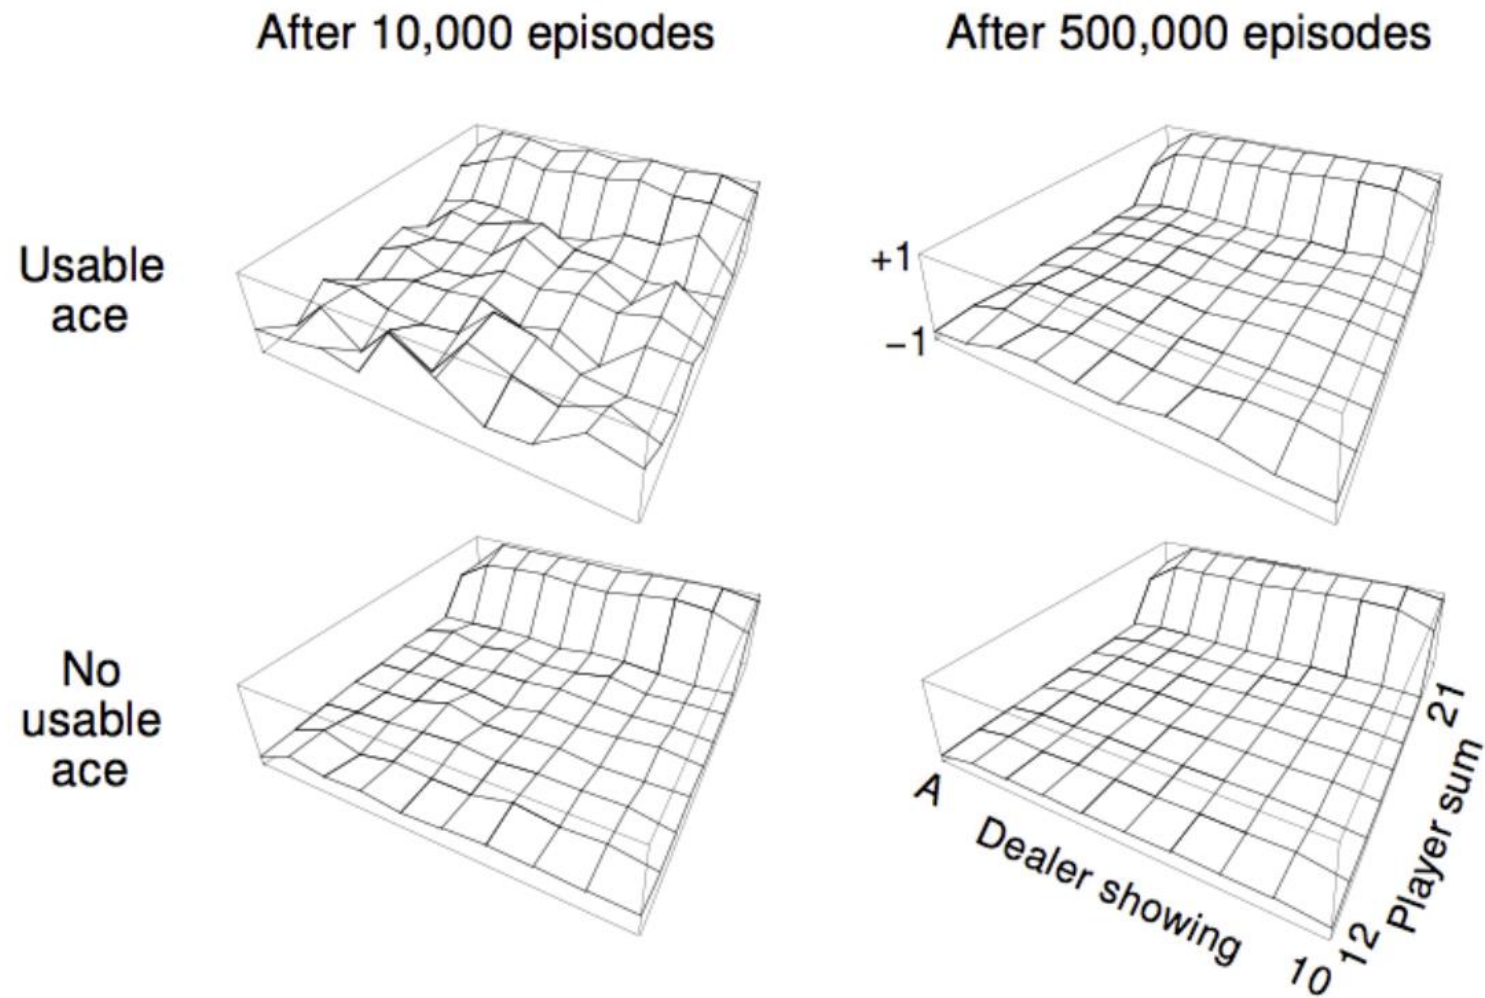 After 10,000 episodes
After 500,000 episodes
Usable
ace
+1
−1
No
usable
ace
A
Dealer showing
10
12
Player sum
21